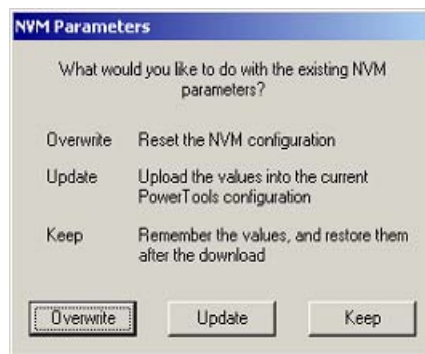 NVM Parameters
What would you like to do with the existing NVM
parameters?
Overwrite Reset the NVM configuration
Update Upload the values into the current
PowerTools configuration
Keep Remember the values, and restore them
after the download
Overwrite Update Keep